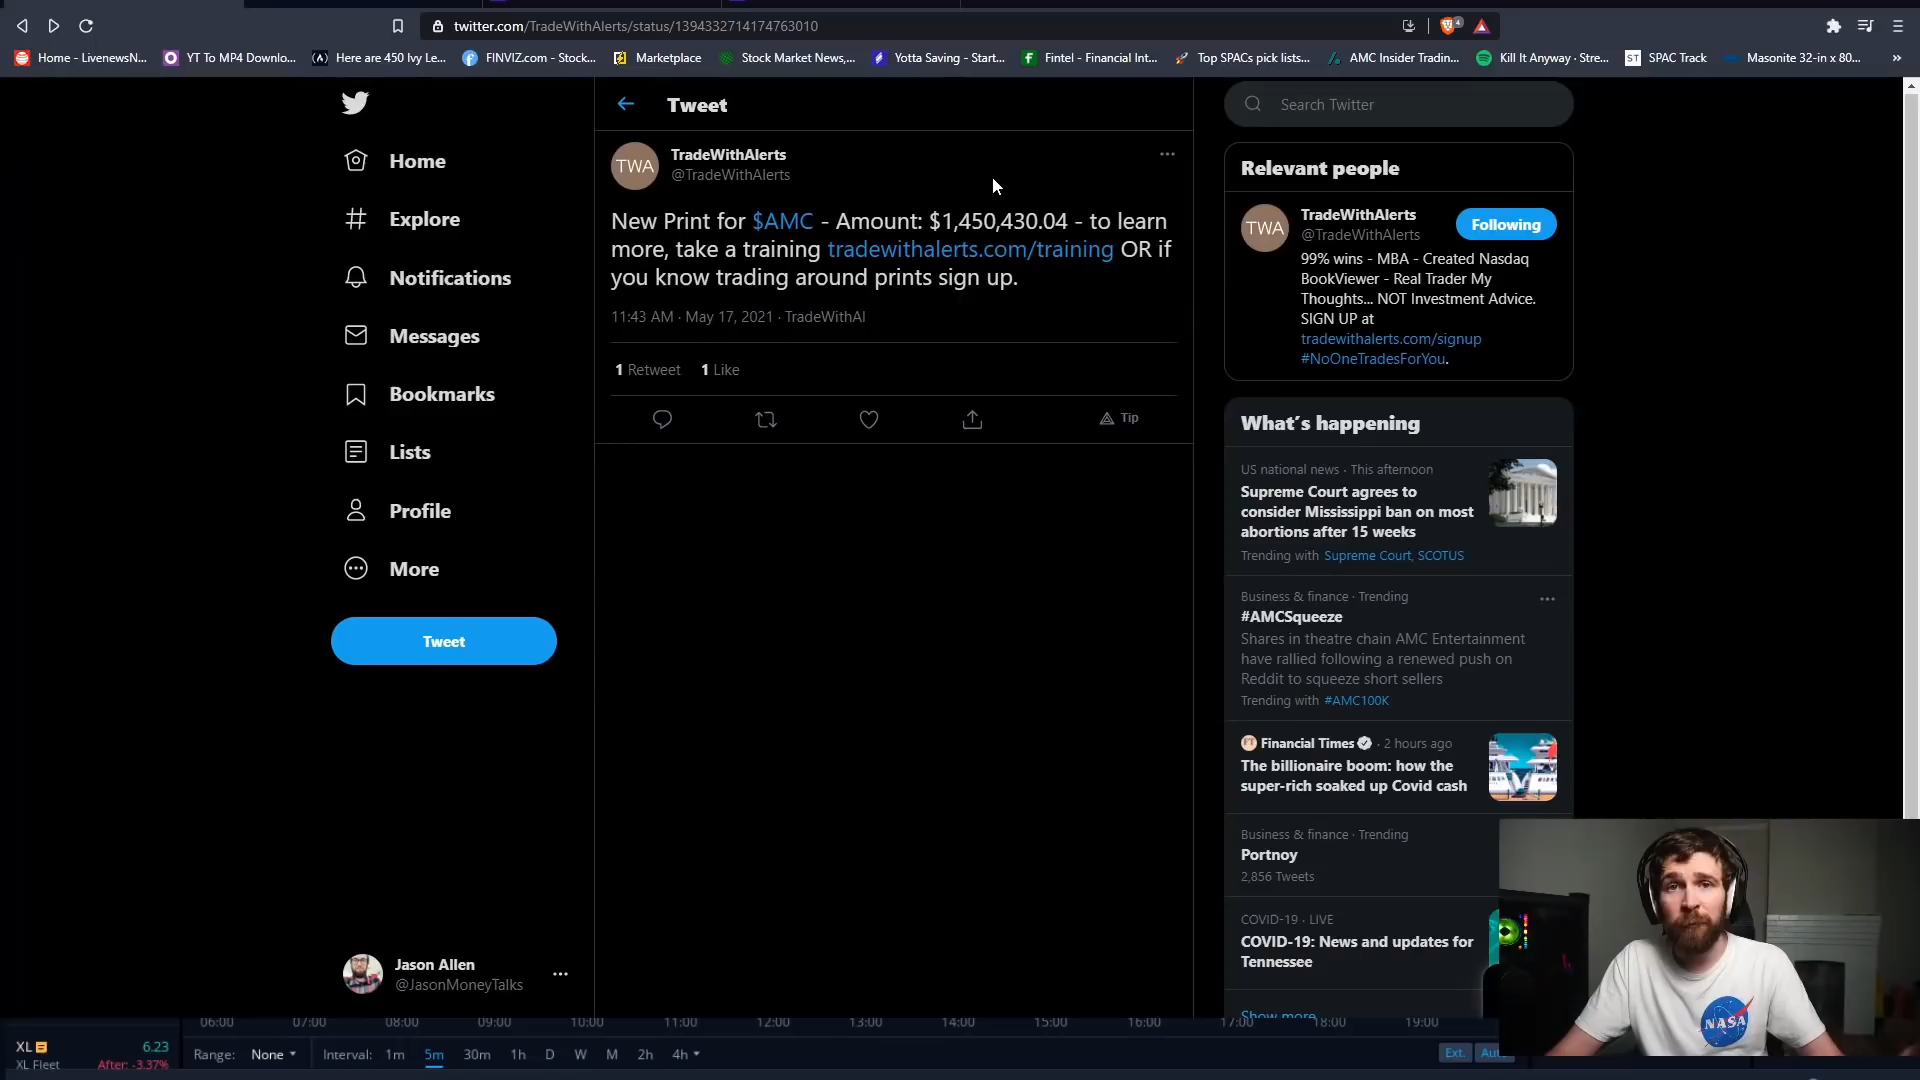 twitter.com/TradeWithAlerts/status/1394332714174763010
4
Home - LivenewsN...
YT To MP4 Downlo...
Here are 450 Ivy Le...
FINVIZ.com - Stock...
Marketplace
Stock Market News,...
Yotta Saving - Start...
Fintel - Financial Int...
Top SPACs pick lists...
AMC Insider Tradin...
Kill It Anyway · Stre...
ST
SPAC Track
Masonite 32-in x 80...
»
Home
Explore
Notifications
Messages
Bookmarks
Lists
Profile
More
Tweet
Jason Allen
@JasonMoneyTalks
Tweet
TWA
TradeWithAlerts
@TradeWithAlerts
New Print for $AMC - Amount: $1,450,430.04 - to learn
more, take a training tradewithalerts.com/training OR if
you know trading around prints sign up.
11:43 AM · May 17, 2021 · TradeWithAI
1 Retweet 1 Like
Tip
Search Twitter
Relevant people
TWA
TradeWithAlerts
@TradeWithAlerts
Following
99% wins - MBA - Created Nasdaq
BookViewer - Real Trader My
Thoughts... NOT Investment Advice.
SIGN UP at
tradewithalerts.com/signup
#NoOneTradesForYou.
What's happening
US national news · This afternoon
Supreme Court agrees to
consider Mississippi ban on most
abortions after 15 weeks
Trending with Supreme Court, SCOTUS
Business & finance · Trending
#AMCSqueeze
Shares in theatre chain AMC Entertainment
have rallied following a renewed push on
Reddit to squeeze short sellers
Trending with #AMC100K
Financial Times · 2 hours ago
The billionaire boom: how the
super-rich soaked up Covid cash
Business & finance · Trending
Portnoy
2,856 Tweets
COVID-19 · LIVE
COVID-19: News and updates for
Tennessee
Show more
NASA
06:00 07:00 08:00 09:00 10:00 11:00 12:00 13:00 14:00 15:00 16:00 17:00 18:00 19:00
XL 6.23
XL Fleet After: -3.37%
Range: None Interval: 1m 5m 30m 1h D W M 2h 4h
Ext.